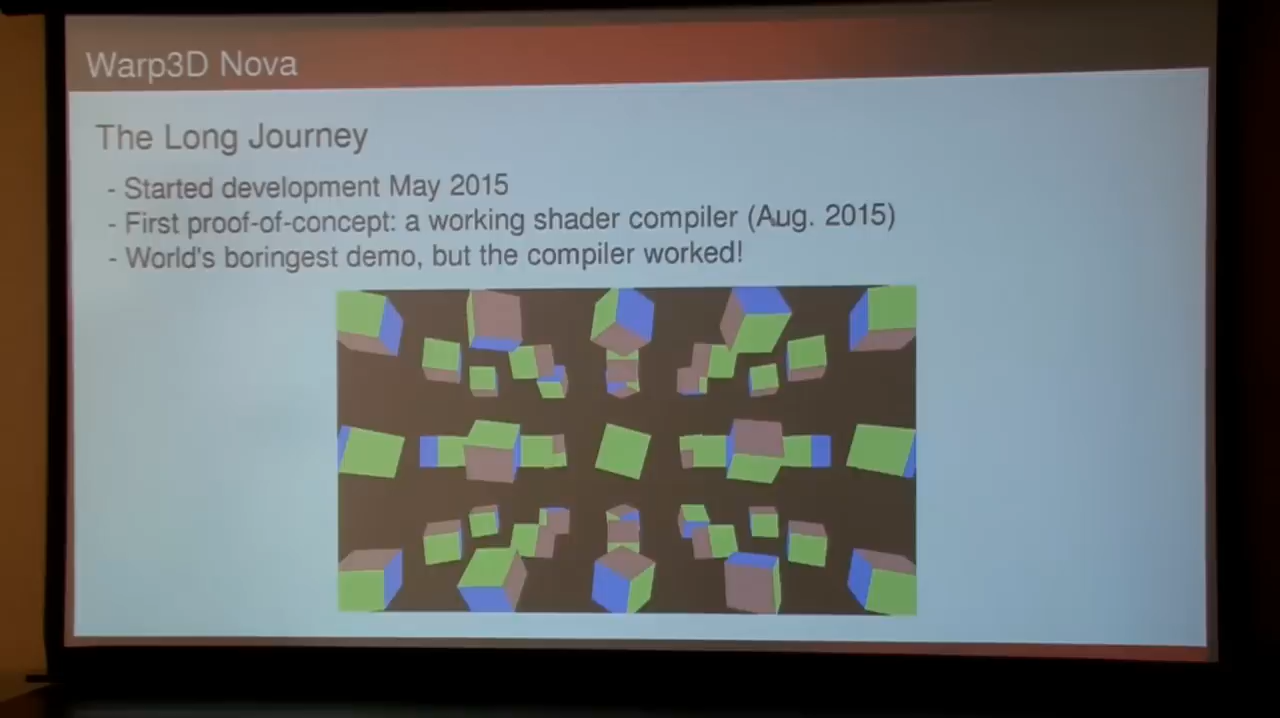 Warp3D Nova
The Long Journey
- Started development May 2015
- First proof-of-concept: a working shader compiler (Aug. 2015)
- World's boringest demo, but the compiler worked!